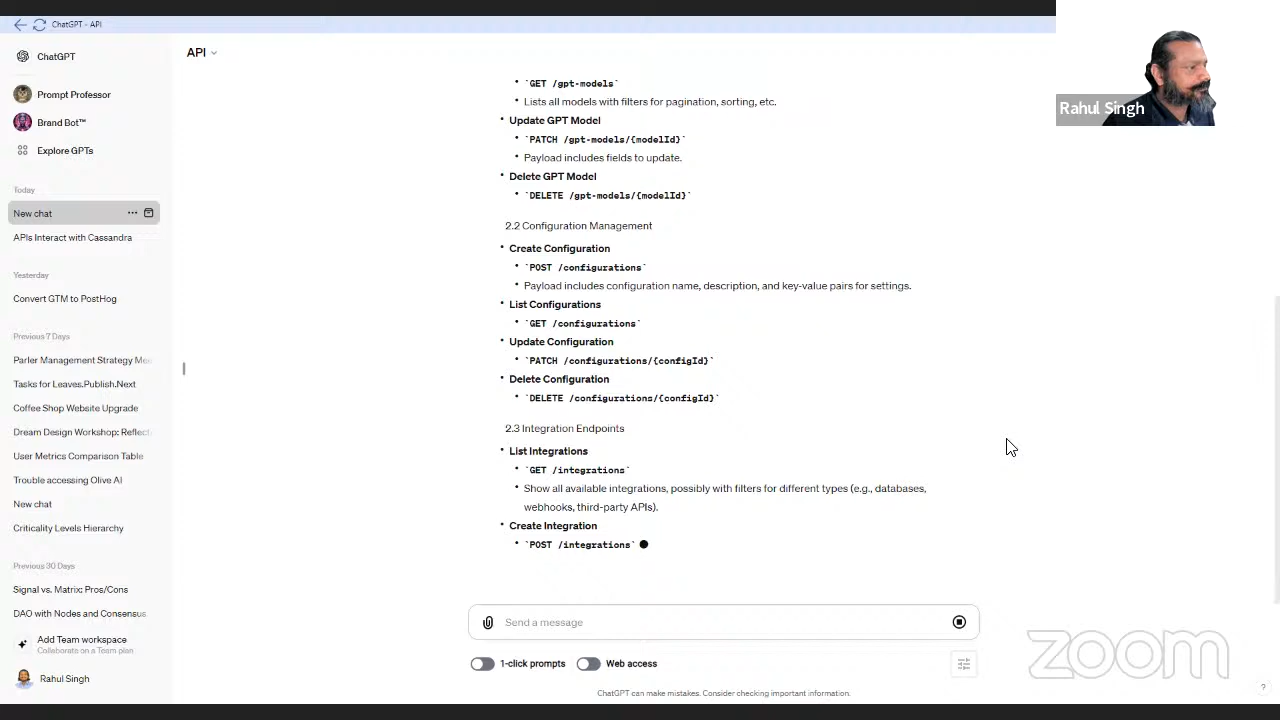 ChatGPT - API
Rahul Singh
ChatGPT
Prompt Professor
Brand Bot™
Explore GPTs
Today
New chat
APIs Interact with Cassandra
Yesterday
Convert GTM to PostHog
Previous 7 Days
Parler Management Strategy Me
Tasks for Leaves.Publish.Next
Coffee Shop Website Upgrade
Dream Design Workshop: Reflect
User Metrics Comparison Table
Trouble accessing Olive AI
New chat
Criticality Levels Hierarchy
Previous 30 Days
Signal vs. Matrix: Pros/Cons
DAO with Nodes and Consensus
Add Team workspace
Collaborate on a Team plan
Rahul Singh
API
• `GET /gpt-models`
• Lists all models with filters for pagination, sorting, etc.
• Update GPT Model
• `PATCH /gpt-models/{modelId}`
• Payload includes fields to update.
• Delete GPT Model
• `DELETE /gpt-models/{modelId}`
2.2 Configuration Management
• Create Configuration
• `POST /configurations`
• Payload includes configuration name, description, and key-value pairs for settings.
• List Configurations
• `GET /configurations`
• Update Configuration
• `PATCH /configurations/{configId}`
• Delete Configuration
• `DELETE /configurations/{configId}`
2.3 Integration Endpoints
• List Integrations
• `GET /integrations`
• Show all available integrations, possibly with filters for different types (e.g., databases,
webhooks, third-party APIs).
• Create Integration
• `POST /integrations`
Send a message
1-click prompts Web access
ChatGPT can make mistakes. Consider checking important information.
zoom
?